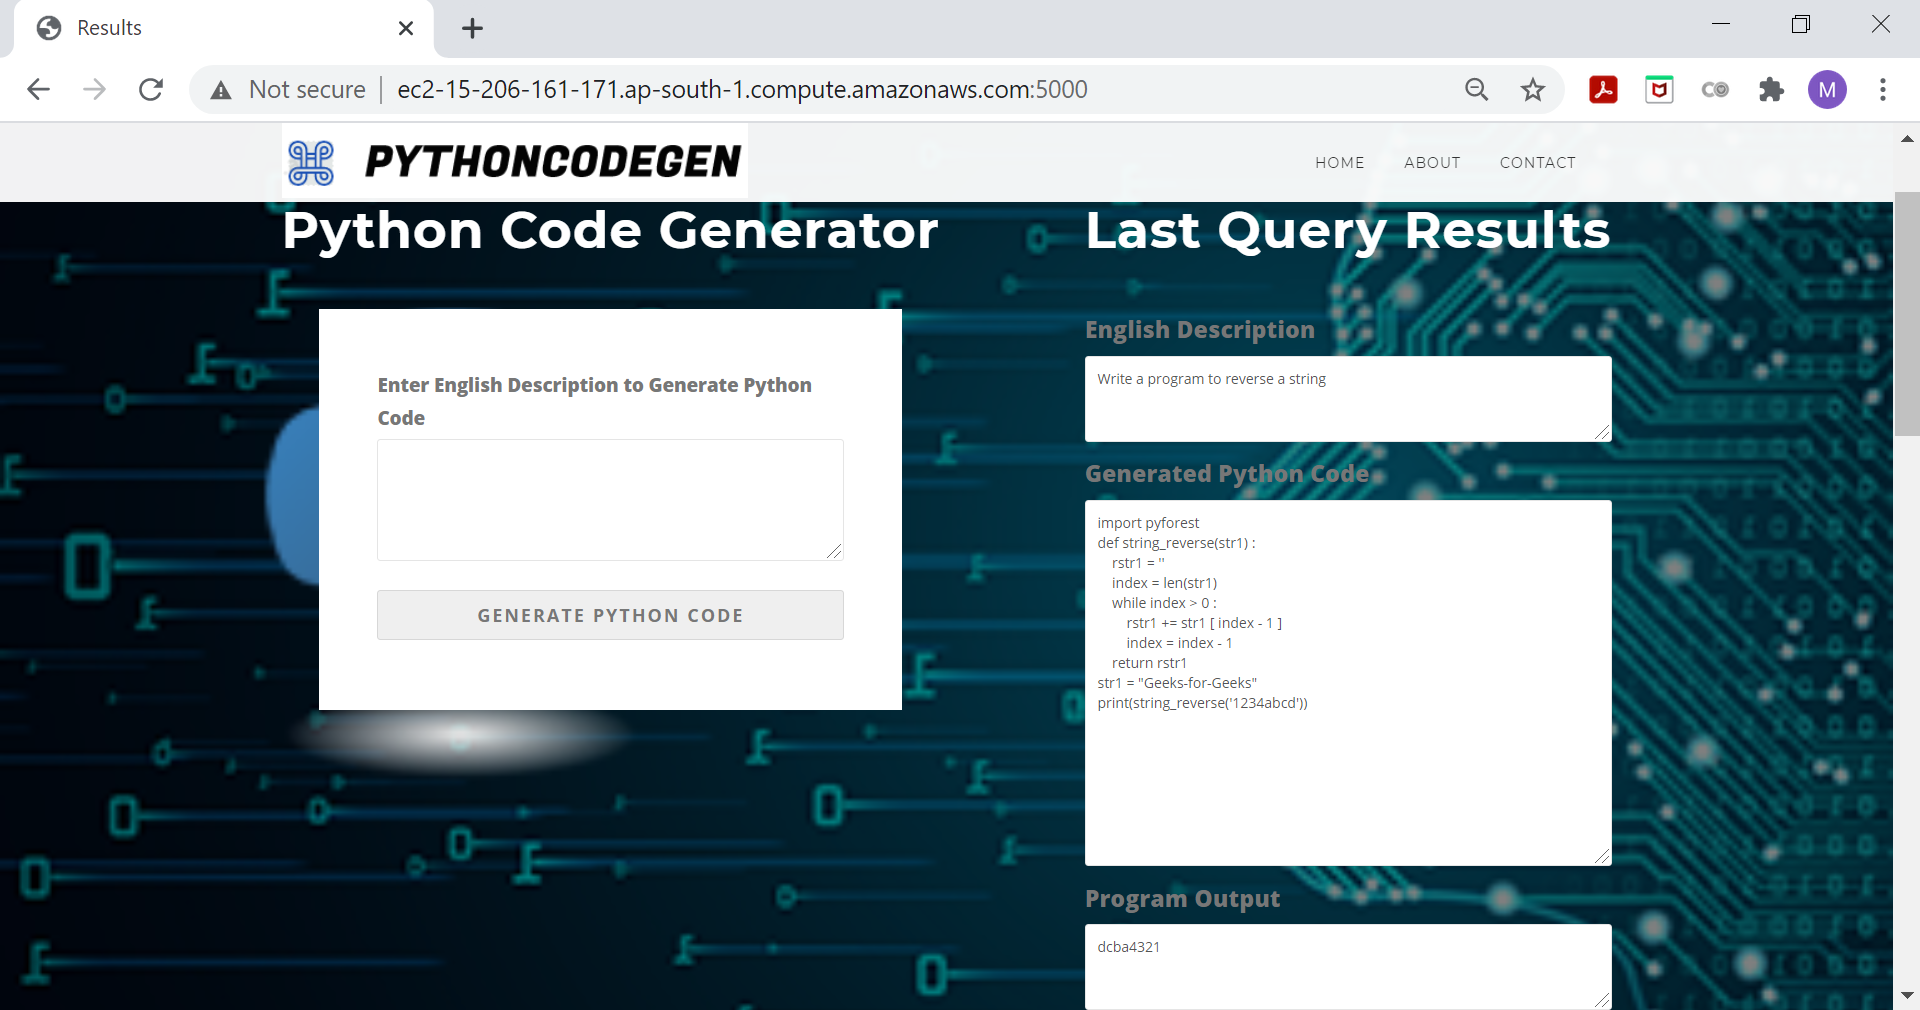 Results
Not secure
ec2-15-206-161-171.ap-south-1.compute.amazonaws.com:5000
M
PYTHONCODEGEN
HOME
ABOUT
CONTACT
Python Code Generator
Enter English Description to Generate Python
Code
GENERATE PYTHON CODE
Last Query Results
English Description
Write a program to reverse a string
Generated Python Code
import pyforest
def string_reverse(str1) :
    rstr1 = ''
    index = len(str1)
    while index > 0 :
        rstr1 += str1 [ index - 1 ]
        index = index - 1
    return rstr1
str1 = "Geeks-for-Geeks"
print(string_reverse('1234abcd'))
Program Output
dcba4321